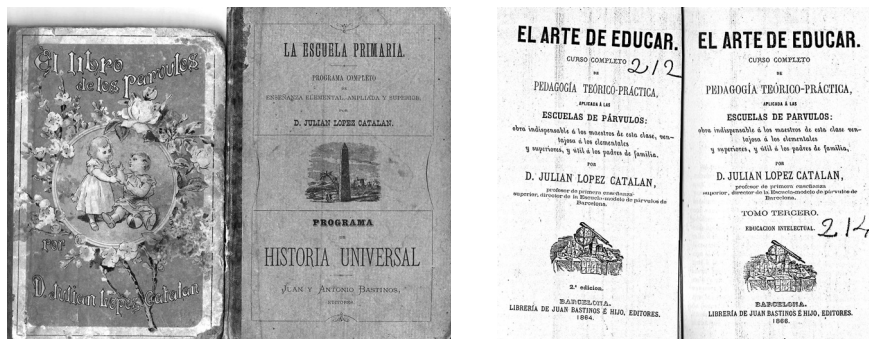 El libro
de los Párvulos
por
D. Julian Lopez Catalan
LA ESCUELA PRIMARIA.
PROGRAMA COMPLETO
DE
ENSEÑANZA ELEMENTAL, AMPLIADA Y SUPERIOR,
POR
D. JULIAN LOPEZ CATALAN.
PROGRAMA
DE
HISTORIA UNIVERSAL
JUAN Y ANTONIO BASTINOS,
EDITORES.
EL ARTE DE EDUCAR.
CURSO COMPLETO
212
DE
PEDAGOGÍA TEÓRICO-PRÁCTICA,
APLICADA Á LAS
ESCUELAS DE PÁRVULOS:
obra indispensable á los maestros de esta clase, ven-
tajosa á los elementales
y superiores, y útil á los padres de familia,
POR
D. JULIAN LOPEZ CATALAN,
profesor de primera enseñanza
superior, director de la Escuela-modelo de párvulos de
Barcelona.
2.ª edicion.
BARCELONA.
LIBRERÍA DE JUAN BASTINOS É HIJO, EDITORES.
1864.
EL ARTE DE EDUCAR.
CURSO COMPLETO
DE
PEDAGOGÍA TEÓRICO-PRÁCTICA,
APLICADA Á LAS
ESCUELAS DE PARVULOS:
obra indispensable á los maestros de esta clase ven-
tajosa á los elementales
y superiores, y útil á los padres de familia,
POR
D. JULIAN LOPEZ CATALAN,
profesor de primera enseñanza
superior, director de la Escuela-modelo de párvulos de
Barcelona.
TOMO TERCERO.
EDUCACION INTELECTUAL.
214
BARCELONA.
LIBRERÍA DE JUAN BASTINOS É HIJO, EDITORES.
1866.